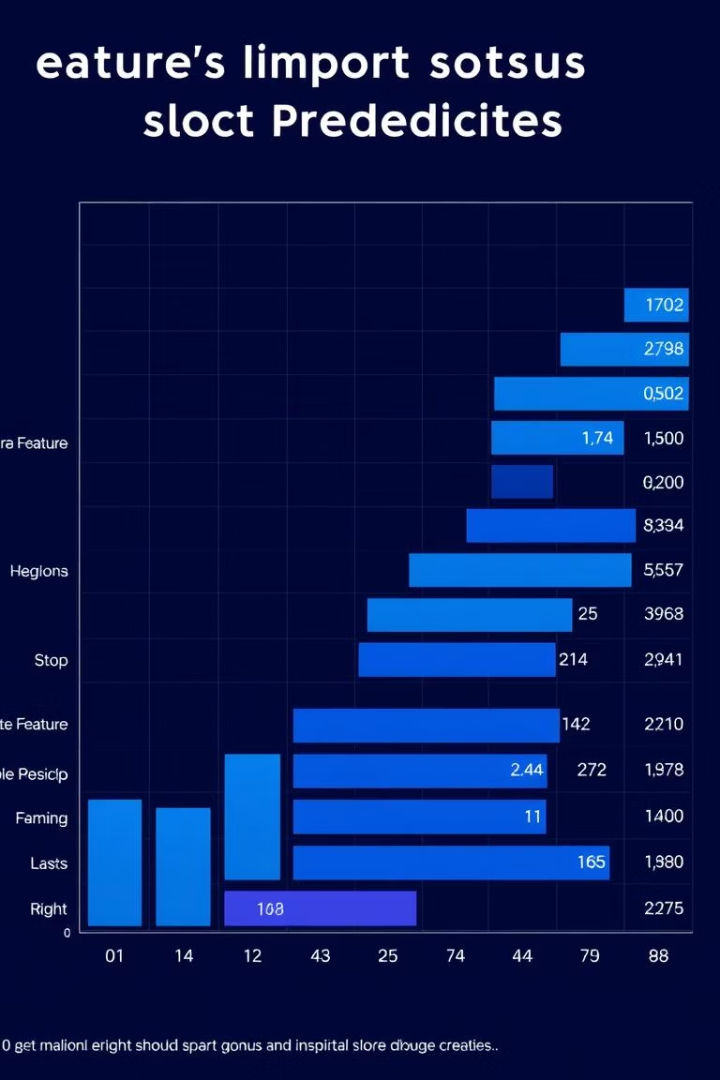 eature's limport sotsus
sloct Prededicites
1702
2798
0,502
ra Feature 1,74 1,500
0,200
8,394
Heglons 5,557
25 3968
Stop 214 2,941
te Feature 142 2210
ole Pesiclp 2.44 272 1,978
Faming 11 1400
Lasts 165 1,980
Right 108 2275
0
01 14 12 43 25 74 44 79 88
0 get malionl eright should spart gonus and inspirtal slore dbuge creaties..